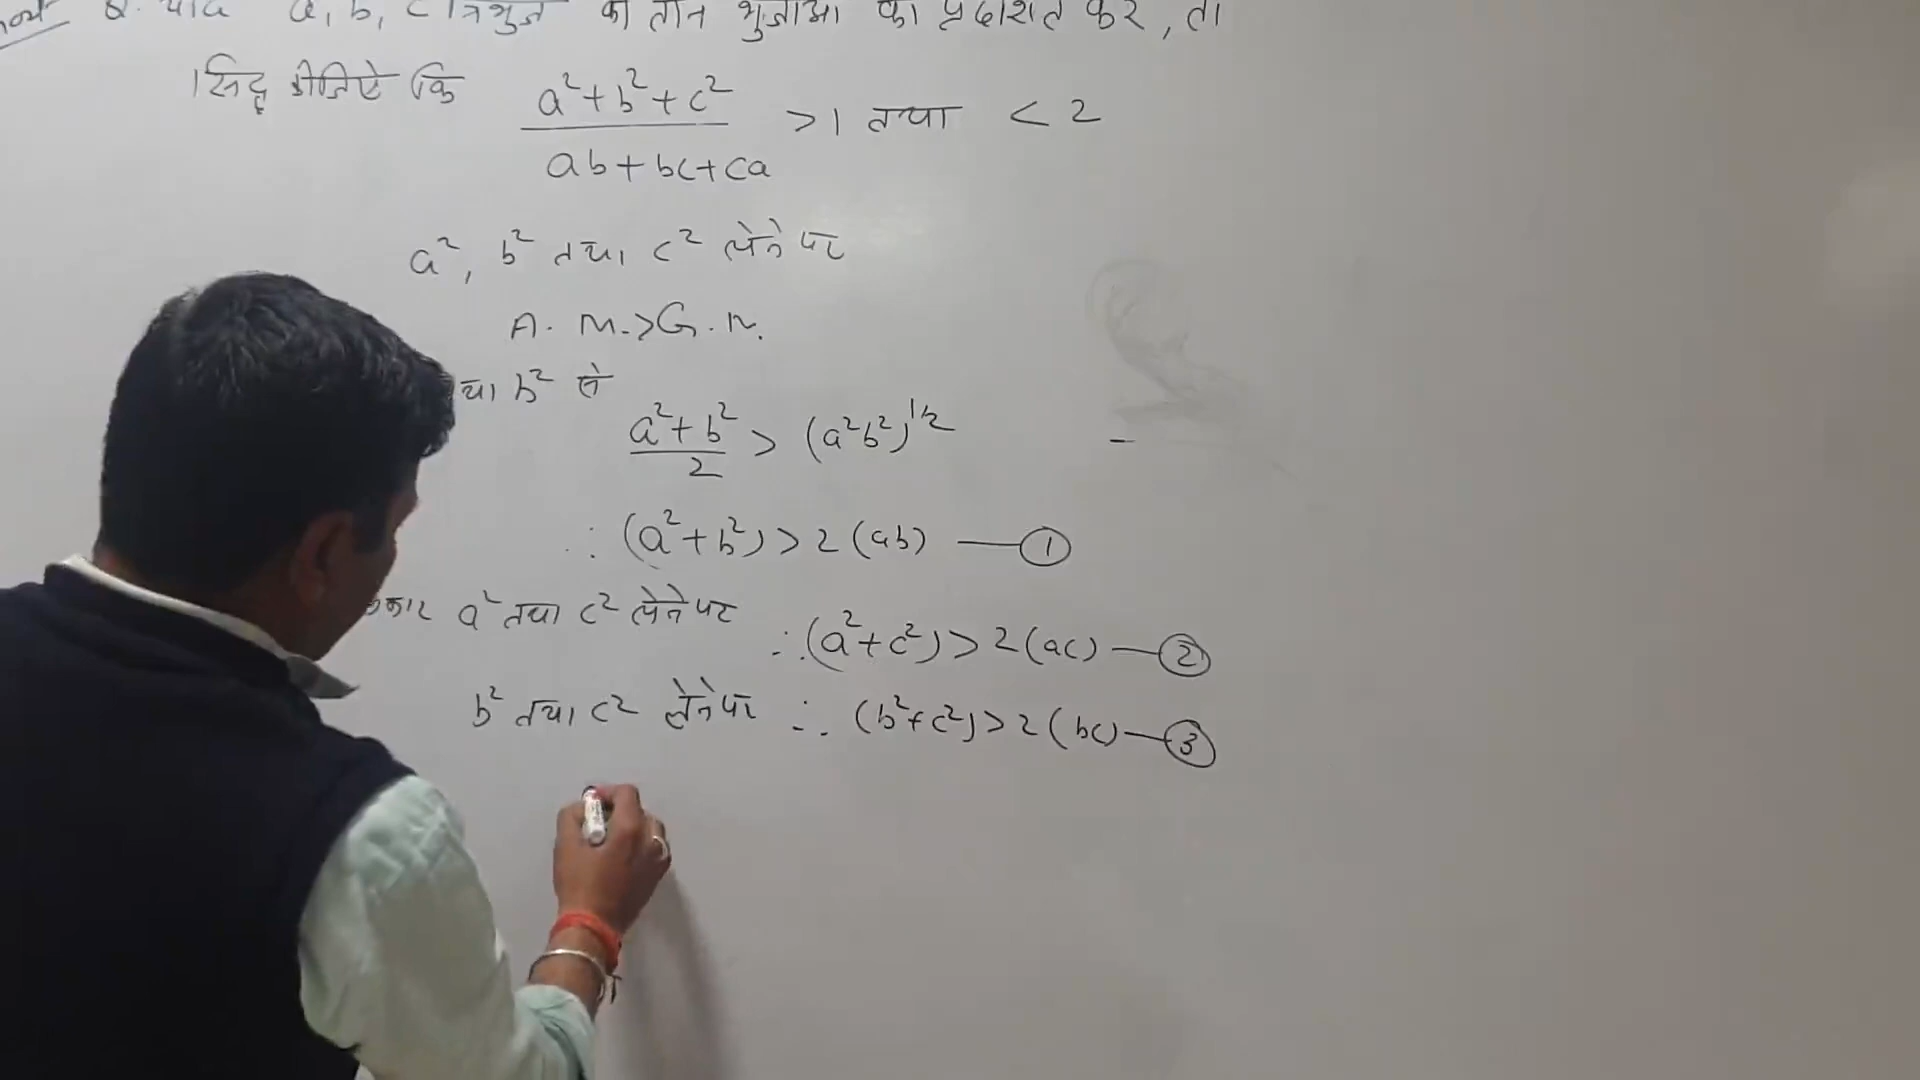 a, b, c त्रिभुज की तीन भुजाओं को प्रदर्शित करें, तो
सिद्ध कीजिऐ कि a²+b²+c² / ab+bc+ca >1 तथा < 2
a², b² तथा c² लेने पर
A. M. > G. M.
b² से
a²+b² / 2 > (a²b²)^1/2 -
∴ (a²+b²) > 2 (ab) — ①
a² तथा c² लेने पर ∴ (a²+c²) > 2 (ac) — ②
b² तथा c² लेने पर ∴ (b²+c²) > 2 (bc) — ③